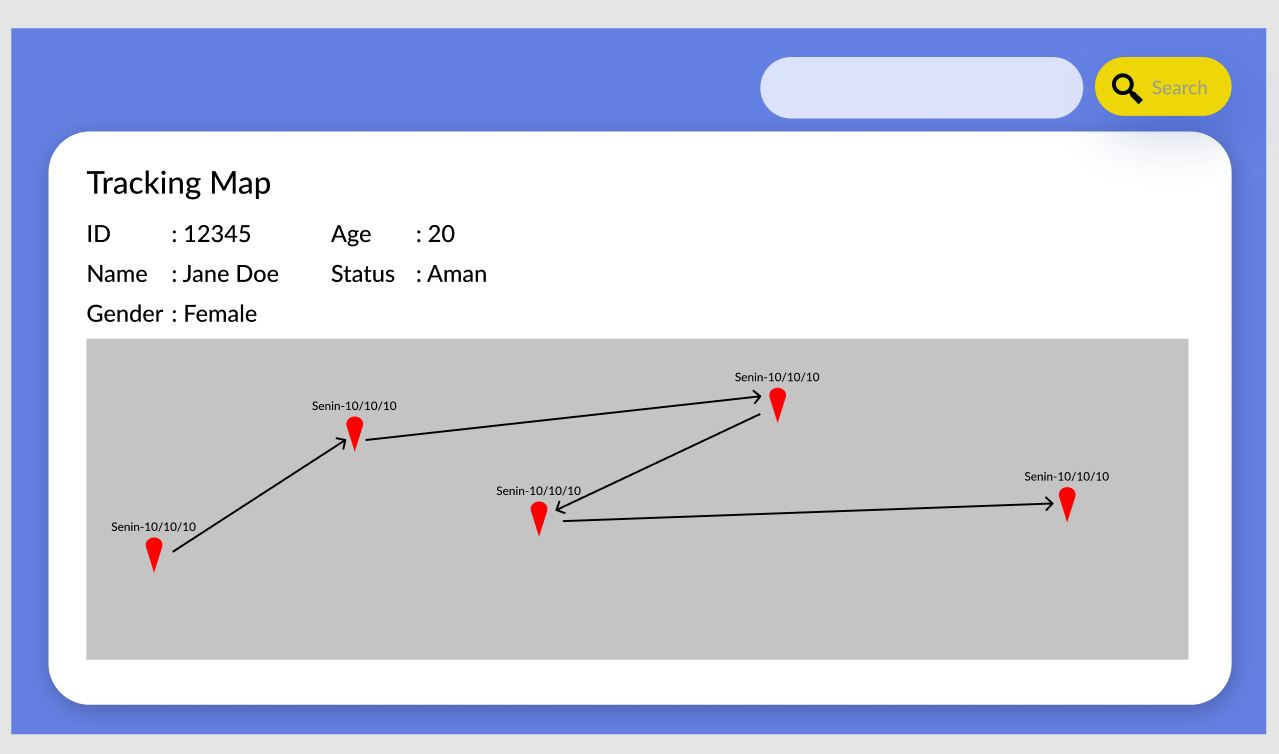 Search
Tracking Map
ID : 12345 Age : 20
Name : Jane Doe Status : Aman
Gender : Female
Senin-10/10/10
Senin-10/10/10
Senin-10/10/10
Senin-10/10/10
Senin-10/10/10